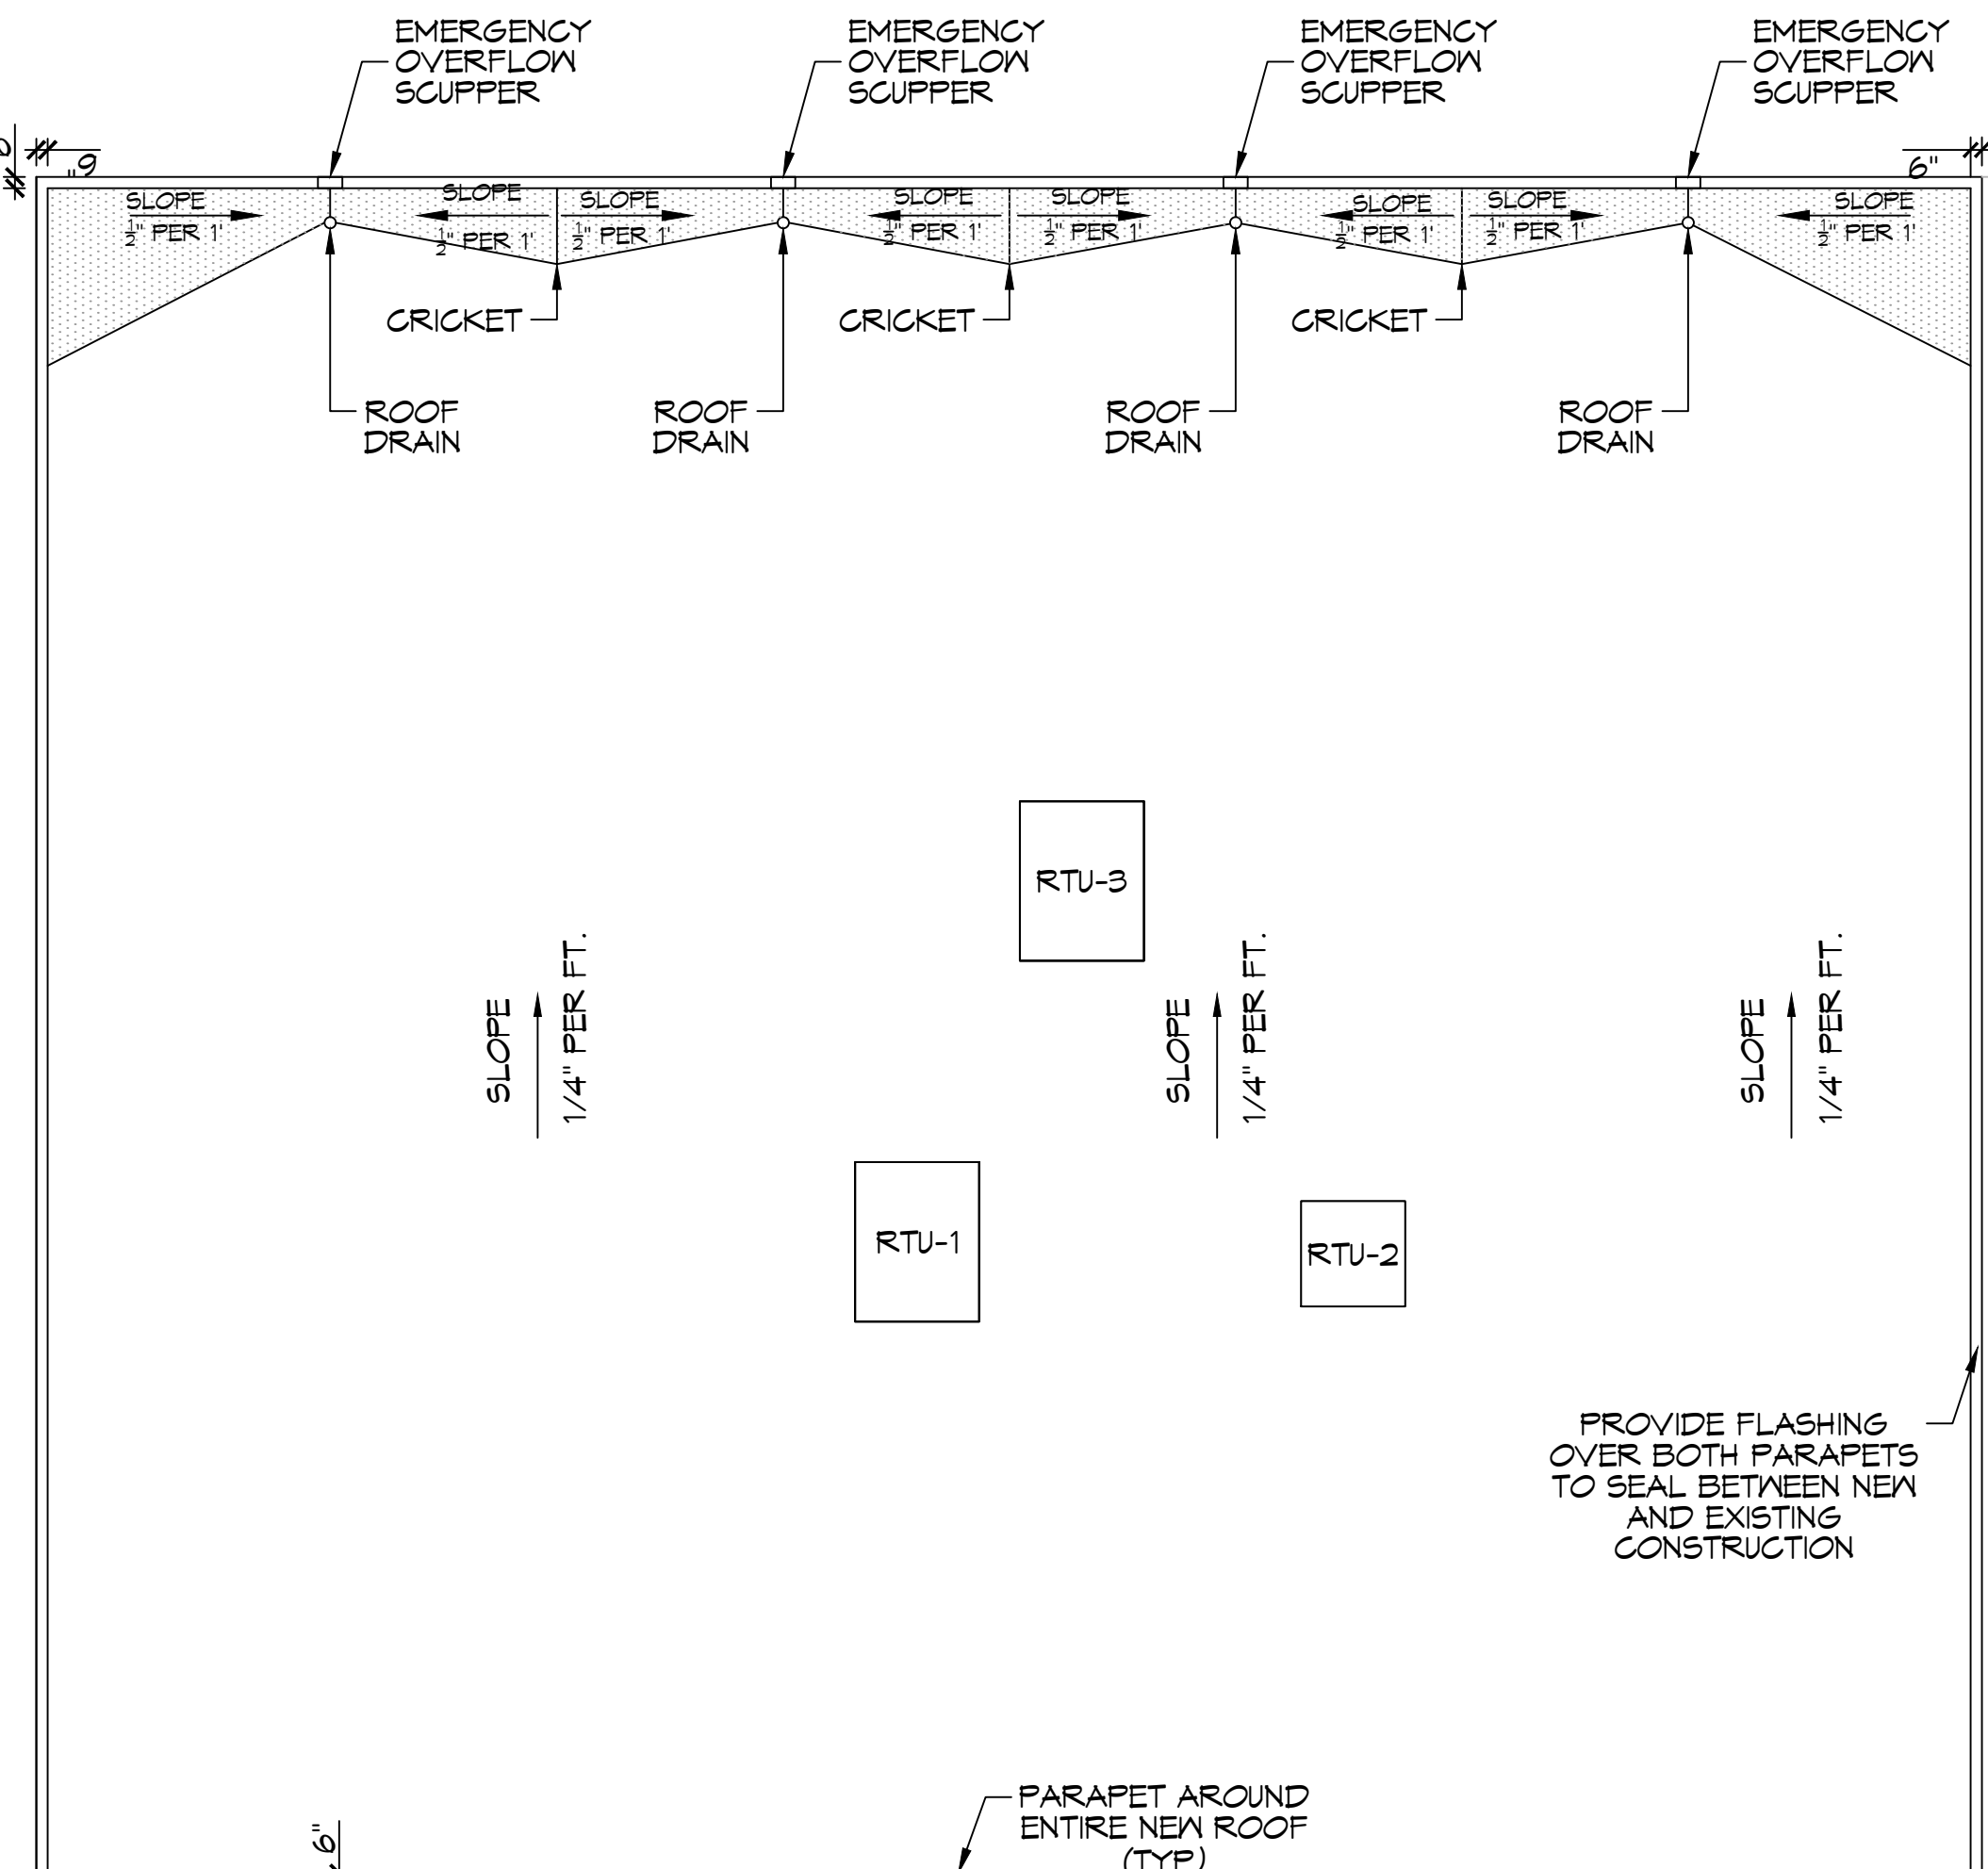 EMERGENCY
OVERFLOW
SCUPPER
EMERGENCY
OVERFLOW
SCUPPER
EMERGENCY
OVERFLOW
SCUPPER
EMERGENCY
OVERFLOW
SCUPPER
6"
6"
SLOPE
½" PER 1'
SLOPE
½" PER 1'
SLOPE
½" PER 1'
SLOPE
½" PER 1'
SLOPE
½" PER 1'
SLOPE
½" PER 1'
SLOPE
½" PER 1'
SLOPE
½" PER 1'
CRICKET
CRICKET
CRICKET
ROOF
DRAIN
ROOF
DRAIN
ROOF
DRAIN
ROOF
DRAIN
RTU-3
SLOPE
1/4" PER FT.
SLOPE
1/4" PER FT.
SLOPE
1/4" PER FT.
RTU-1
RTU-2
PROVIDE FLASHING
OVER BOTH PARAPETS
TO SEAL BETWEEN NEW
AND EXISTING
CONSTRUCTION
PARAPET AROUND
ENTIRE NEW ROOF
(TYP)
6"